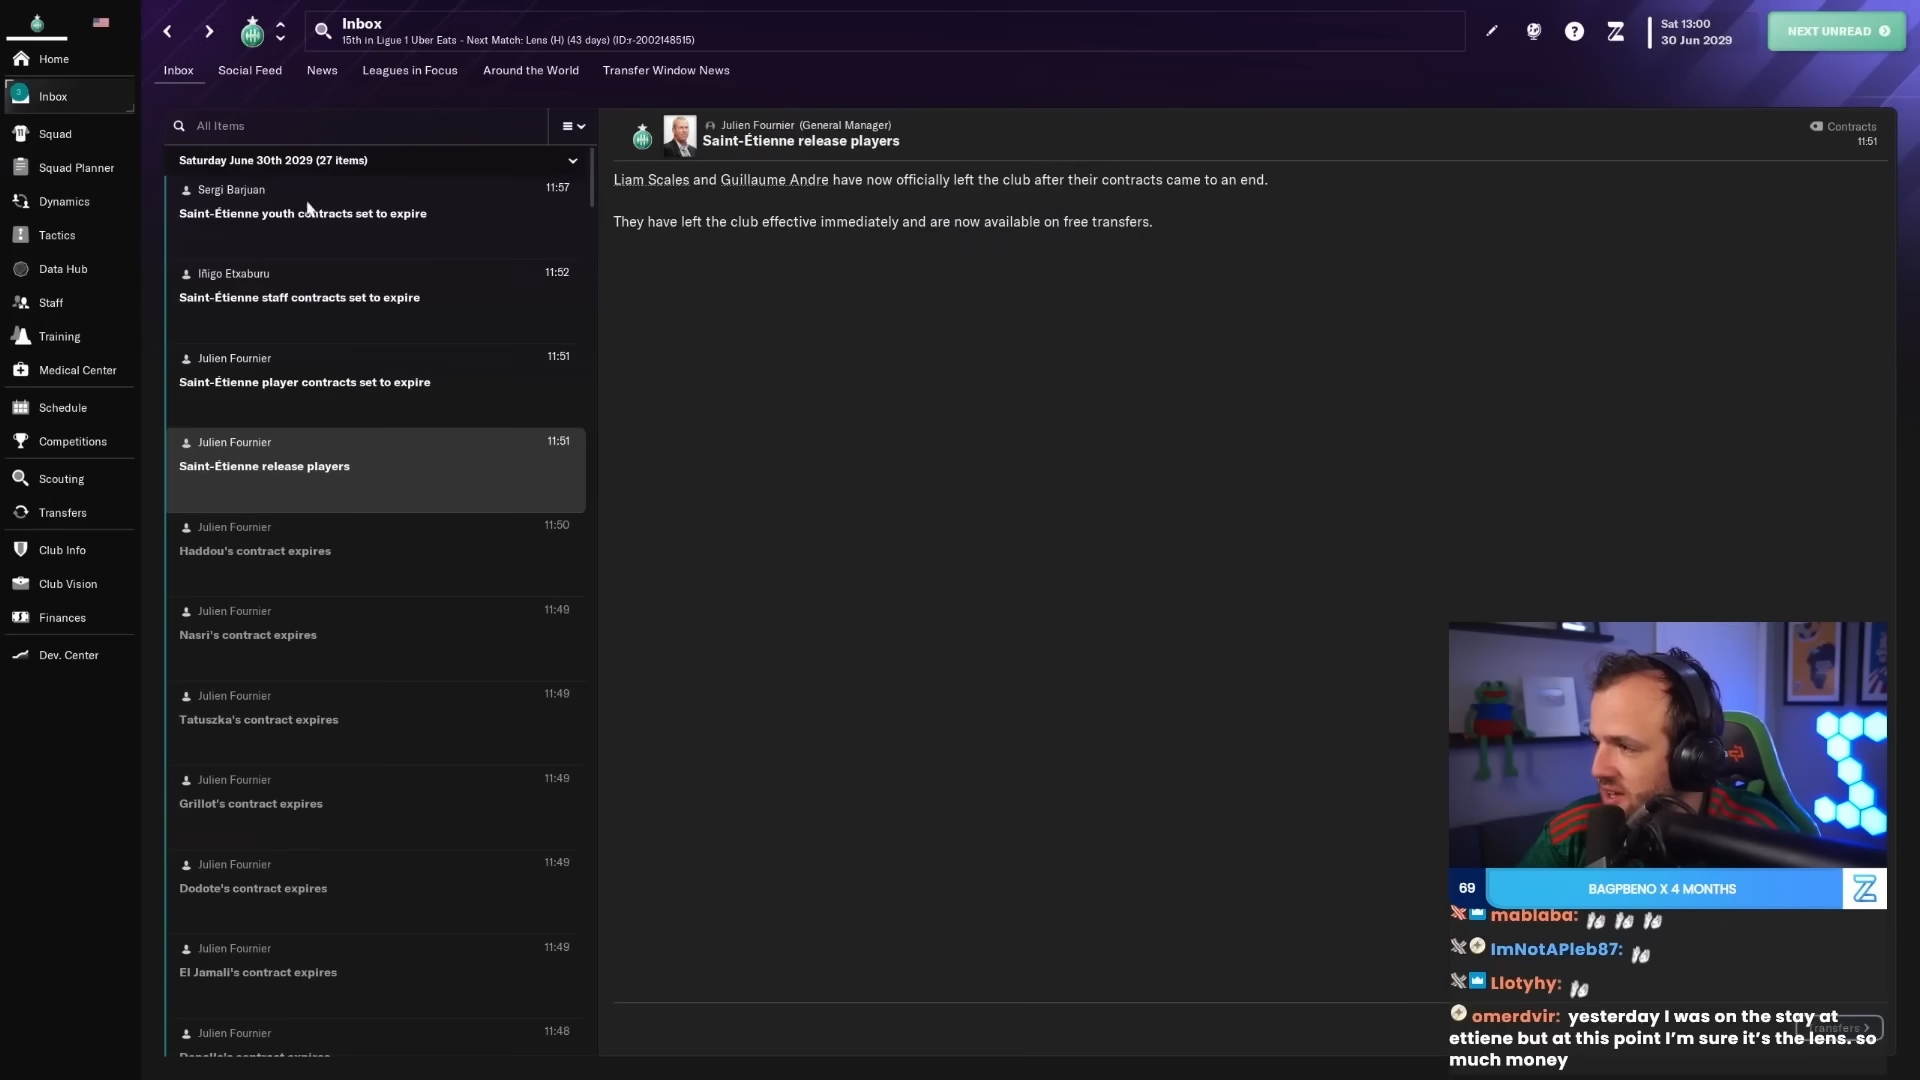 Inbox
15th in Ligue 1 Uber Eats - Next Match: Lens (H) (43 days) (ID:r-2002148515)
Sat 13:00
30 Jun 2029
NEXT UNREAD
Home
3
Inbox
Squad
Squad Planner
Dynamics
Tactics
Data Hub
Staff
Training
Medical Center
Schedule
Competitions
Scouting
Transfers
Club Info
Club Vision
Finances
Dev. Center
Inbox
Social Feed
News
Leagues in Focus
Around the World
Transfer Window News
All Items
Saturday June 30th 2029 (27 items)
Sergi Barjuan 11:57
Saint-Étienne youth contracts set to expire
Iñigo Etxaburu 11:52
Saint-Étienne staff contracts set to expire
Julien Fournier 11:51
Saint-Étienne player contracts set to expire
Julien Fournier 11:51
Saint-Étienne release players
Julien Fournier 11:50
Haddou's contract expires
Julien Fournier 11:49
Nasri's contract expires
Julien Fournier 11:49
Tatuszka's contract expires
Julien Fournier 11:49
Grillot's contract expires
Julien Fournier 11:49
Dodote's contract expires
Julien Fournier 11:49
El Jamali's contract expires
Julien Fournier 11:48
contract expires
Julien Fournier (General Manager)
Saint-Étienne release players
Contracts
11:51
Liam Scales and Guillaume Andre have now officially left the club after their contracts came to an end.
They have left the club effective immediately and are now available on free transfers.
69
BAGPBENO X 4 MONTHS
mablaba:
ImNotAPleb87:
Llotyhy:
omerdvir: yesterday I was on the stay at
ettiene but at this point I'm sure it's the lens. so
much money
Transfers